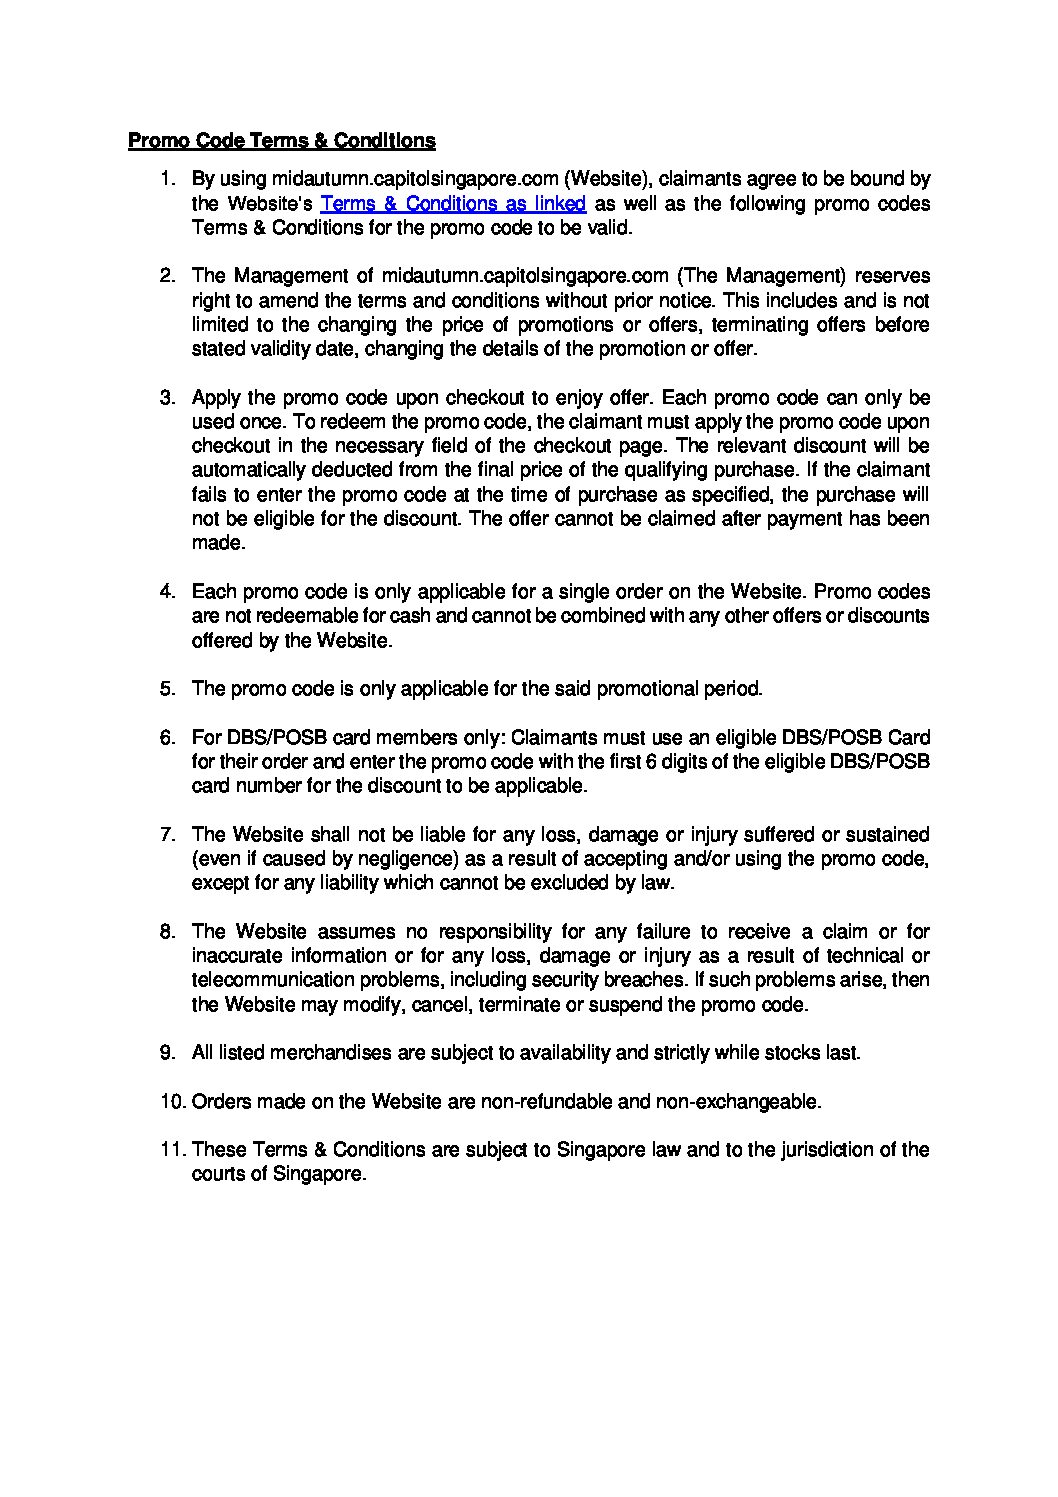 Promo Code Terms & Conditions
1. By using midautumn.capitolsingapore.com (Website), claimants agree to be bound by
the Website's Terms & Conditions as linked as well as the following promo codes
Terms & Conditions for the promo code to be valid.
2. The Management of midautumn.capitolsingapore.com (The Management) reserves
right to amend the terms and conditions without prior notice. This includes and is not
limited to the changing the price of promotions or offers, terminating offers before
stated validity date, changing the details of the promotion or offer.
3. Apply the promo code upon checkout to enjoy offer. Each promo code can only be
used once. To redeem the promo code, the claimant must apply the promo code upon
checkout in the necessary field of the checkout page. The relevant discount will be
automatically deducted from the final price of the qualifying purchase. If the claimant
fails to enter the promo code at the time of purchase as specified, the purchase will
not be eligible for the discount. The offer cannot be claimed after payment has been
made.
4. Each promo code is only applicable for a single order on the Website. Promo codes
are not redeemable for cash and cannot be combined with any other offers or discounts
offered by the Website.
5. The promo code is only applicable for the said promotional period.
6. For DBS/POSB card members only: Claimants must use an eligible DBS/POSB Card
for their order and enter the promo code with the first 6 digits of the eligible DBS/POSB
card number for the discount to be applicable.
7. The Website shall not be liable for any loss, damage or injury suffered or sustained
(even if caused by negligence) as a result of accepting and/or using the promo code,
except for any liability which cannot be excluded by law.
8. The Website assumes no responsibility for any failure to receive a claim or for
inaccurate information or for any loss, damage or injury as a result of technical or
telecommunication problems, including security breaches. If such problems arise, then
the Website may modify, cancel, terminate or suspend the promo code.
9. All listed merchandises are subject to availability and strictly while stocks last.
10. Orders made on the Website are non-refundable and non-exchangeable.
11. These Terms & Conditions are subject to Singapore law and to the jurisdiction of the
courts of Singapore.